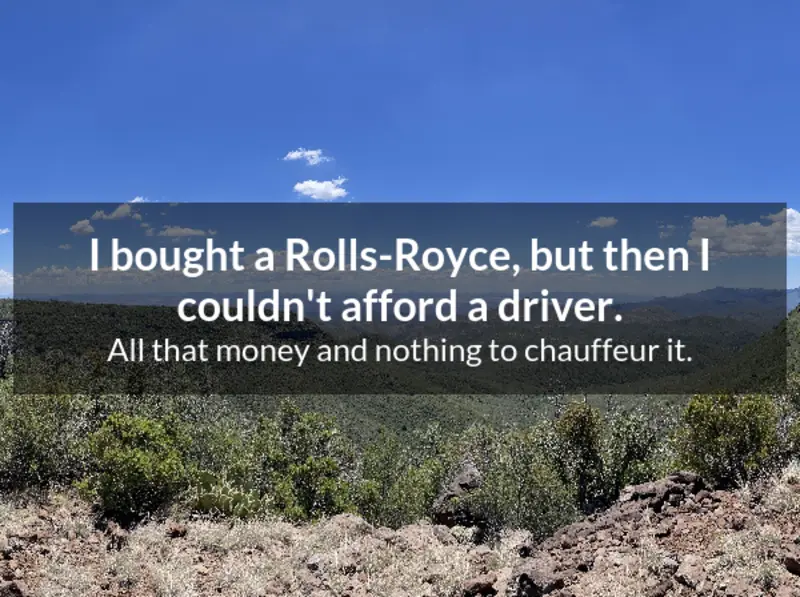 I bought a Rolls-Royce, but then I
couldn't afford a driver.
All that money and nothing to chauffeur it.